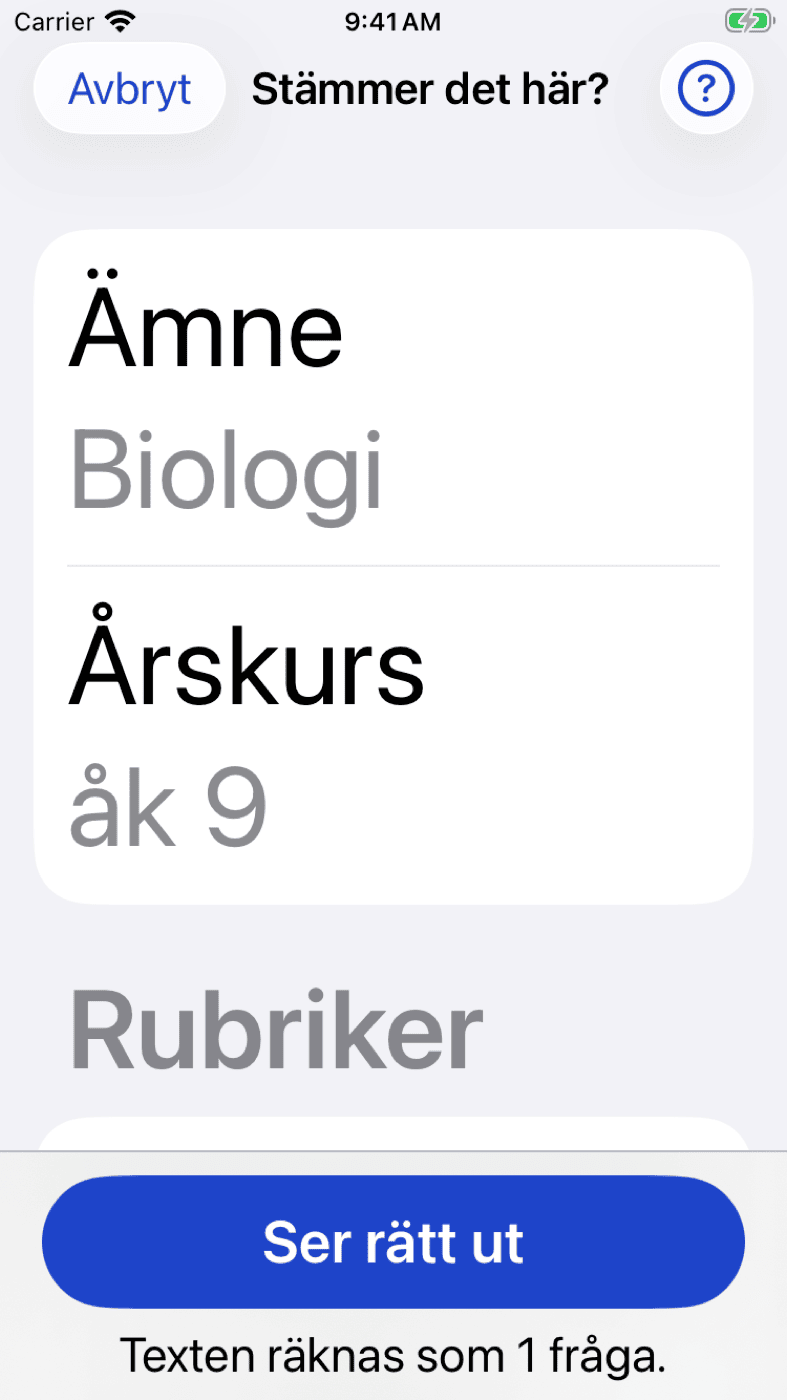 Carrier 9:41 AM
Avbryt Stämmer det här? ?
Ämne
Biologi
Årskurs
åk 9
Rubriker
Ser rätt ut
Texten räknas som 1 fråga.